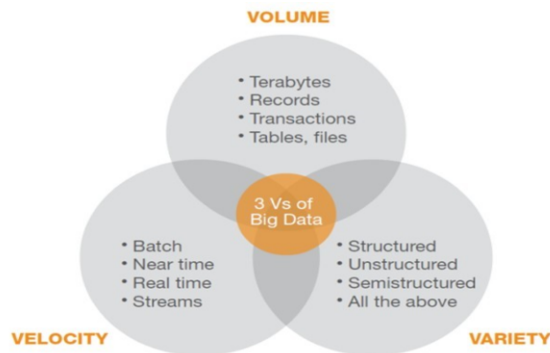 VOLUME
• Terabytes
• Records
• Transactions
• Tables, files
3 Vs of
Big Data
• Batch
• Near time
• Real time
• Streams
• Structured
• Unstructured
• Semistructured
• All the above
VELOCITY
VARIETY